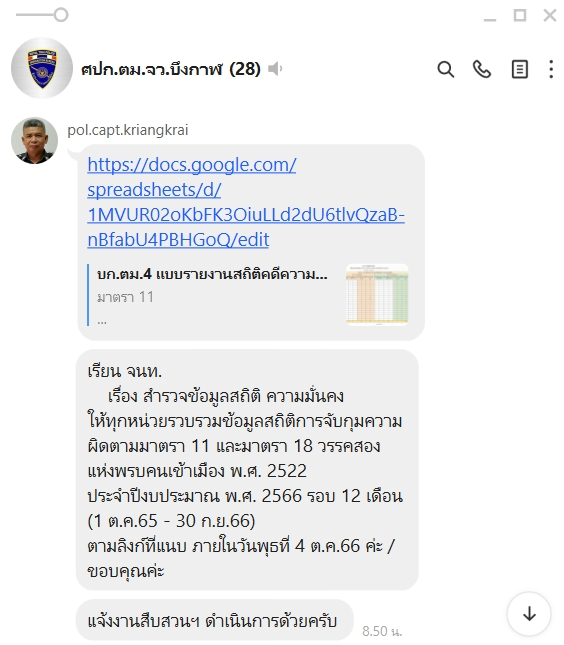 ศปก.ตม.จว.บึงกาฬ (28)
pol.capt.kriangkrai
https://docs.google.com/
spreadsheets/d/
1MVUR02oKbFK3OiuLLd2dU6tlvQzaB-
nBfabU4PBHGoQ/edit
บก.ตม.4 แบบรายงานสถิติคดีความ...
มาตรา 11
...
เรียน จนท.
เรื่อง สำรวจข้อมูลสถิติ ความมั่นคง
ให้ทุกหน่วยรวบรวมข้อมูลสถิติการจับกุมความ
ผิดตามมาตรา 11 และมาตรา 18 วรรคสอง
แห่งพรบคนเข้าเมือง พ.ศ. 2522
ประจำปีงบประมาณ พ.ศ. 2566 รอบ 12 เดือน
(1 ต.ค.65 - 30 ก.ย.66)
ตามลิงก์ที่แนบ ภายในวันพุธที่ 4 ต.ค.66 ค่ะ /
ขอบคุณค่ะ
แจ้งงานสืบสวนฯ ดำเนินการด้วยครับ
8.50 น.